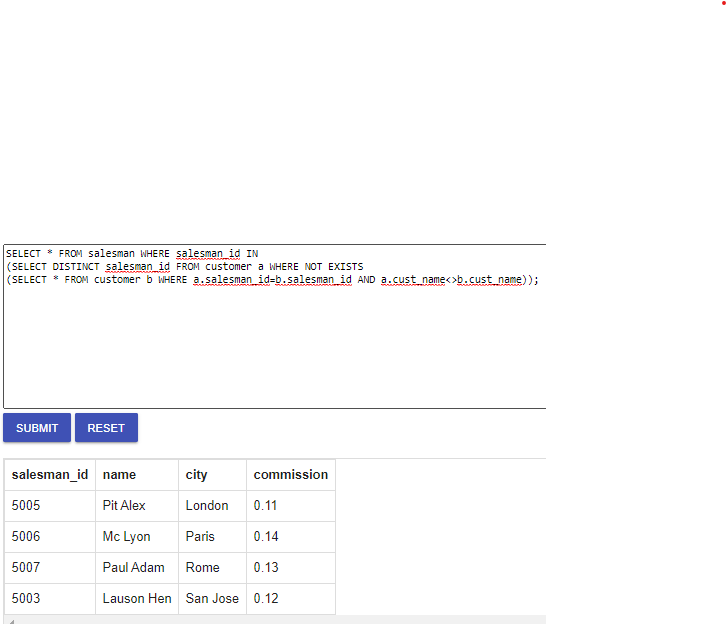 SELECT * FROM salesman WHERE salesman_id IN
(SELECT DISTINCT salesman_id FROM customer a WHERE NOT EXISTS
(SELECT * FROM customer b WHERE a.salesman_id=b.salesman_id AND a.cust_name<>b.cust_name));
SUBMIT RESET
salesman_id name city commission
5005 Pit Alex London 0.11
5006 Mc Lyon Paris 0.14
5007 Paul Adam Rome 0.13
5003 Lauson Hen San Jose 0.12